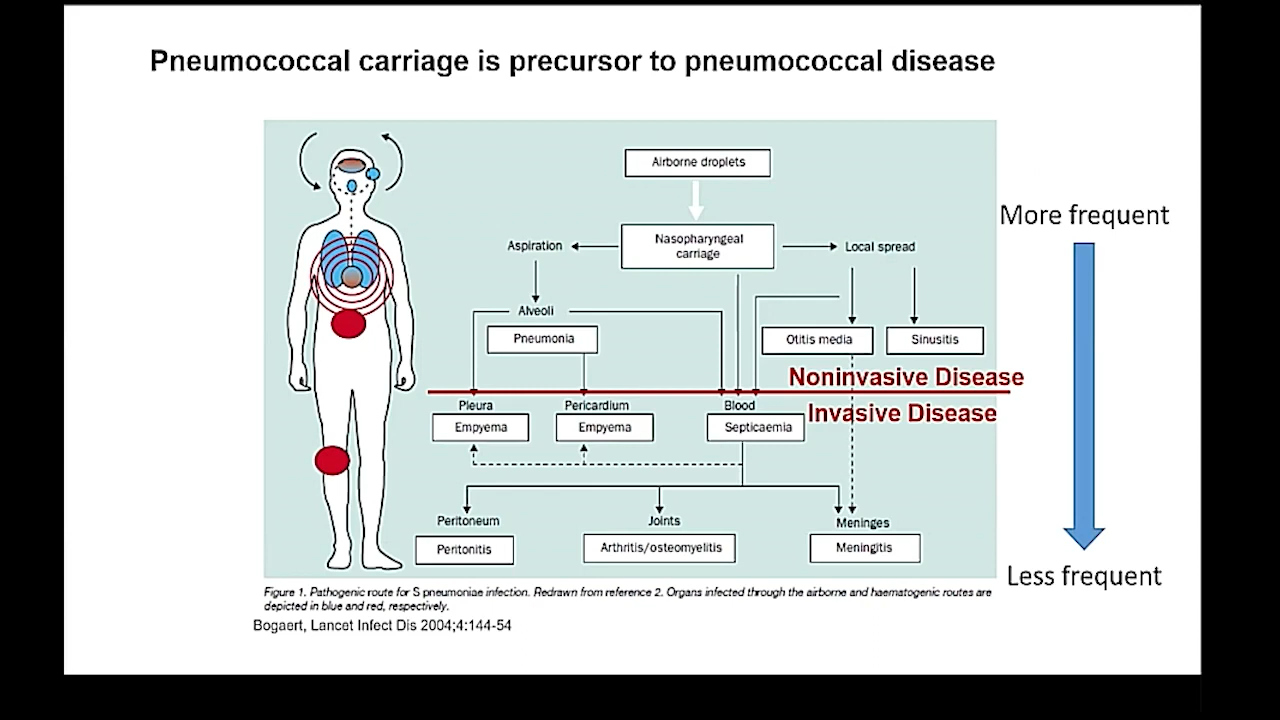 Pneumococcal carriage is precursor to pneumococcal disease
Airborne droplets
More frequent
Aspiration
Nasopharyngeal
carriage
Local spread
Alveoli
Pneumonia
Otitis media
Sinusitis
Noninvasive Disease
Invasive Disease
Pleura
Pericardium
Blood
Empyema
Empyema
Septicaemia
Peritoneum
Joints
Meninges
Peritonitis
Arthritis/osteomyelitis
Meningitis
Less frequent
Figure 1. Pathogenic route for S pneumoniae infection. Redrawn from reference 2. Organs infected through the airborne and haematogenic routes are
depicted in blue and red, respectively.
Bogaert, Lancet Infect Dis 2004;4:144-54